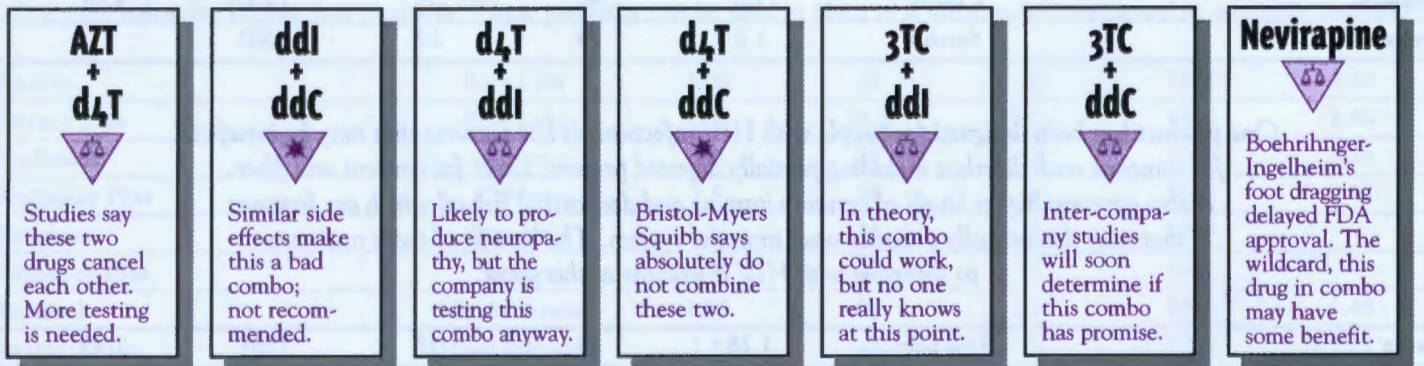 AZT
+
d4T
Studies say
these two
drugs cancel
each other.
More testing
is needed.
ddI
+
ddC
Similar side
effects make
this a bad
combo;
not recom-
mended.
d4T
+
ddI
Likely to pro-
duce neuropa-
thy, but the
company is
testing this
combo anyway.
d4T
+
ddC
Bristol-Myers
Squibb says
absolutely do
not combine
these two.
3TC
+
ddI
In theory,
this combo
could work,
but no one
really knows
at this point.
3TC
+
ddC
Inter-compa-
ny studies
will soon
determine if
this combo
has promise.
Nevirapine
Boehrihnger-
Ingelheim's
foot dragging
delayed FDA
approval. The
wildcard, this
drug in combo
may have
some benefit.